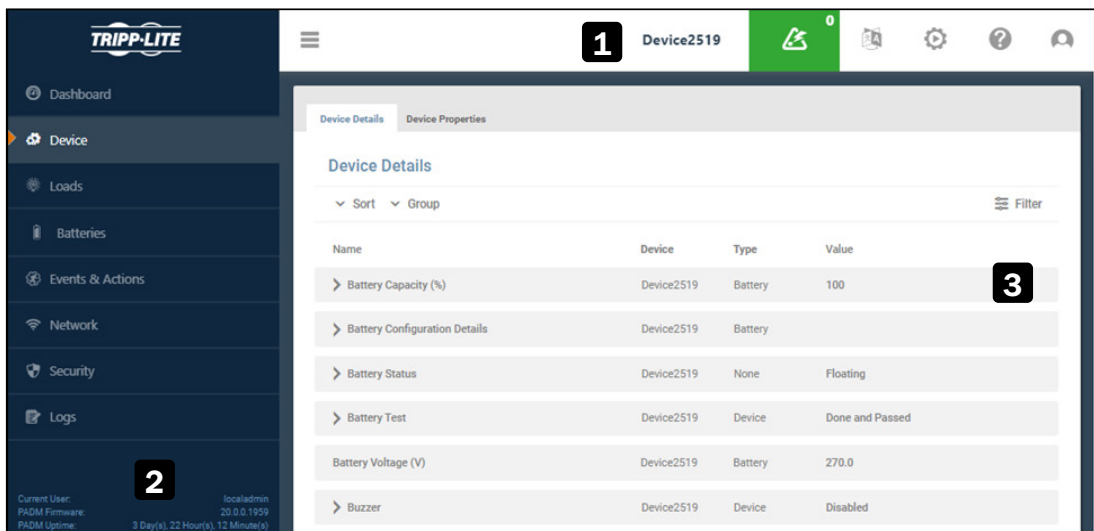 TRIPP·LITE
1 Device2519 0
Dashboard
Device
Loads
Batteries
Events & Actions
Network
Security
Logs
2
Current User: localadmin
PADM Firmware: 20.0.0.1959
PADM Uptime: 3 Day(s), 22 Hour(s), 12 Minute(s)
Device Details Device Properties
Device Details
Sort Group Filter
Name Device Type Value
Battery Capacity (%) Device2519 Battery 100 3
Battery Configuration Details Device2519 Battery
Battery Status Device2519 None Floating
Battery Test Device2519 Device Done and Passed
Battery Voltage (V) Device2519 Battery 270.0
Buzzer Device2519 Device Disabled